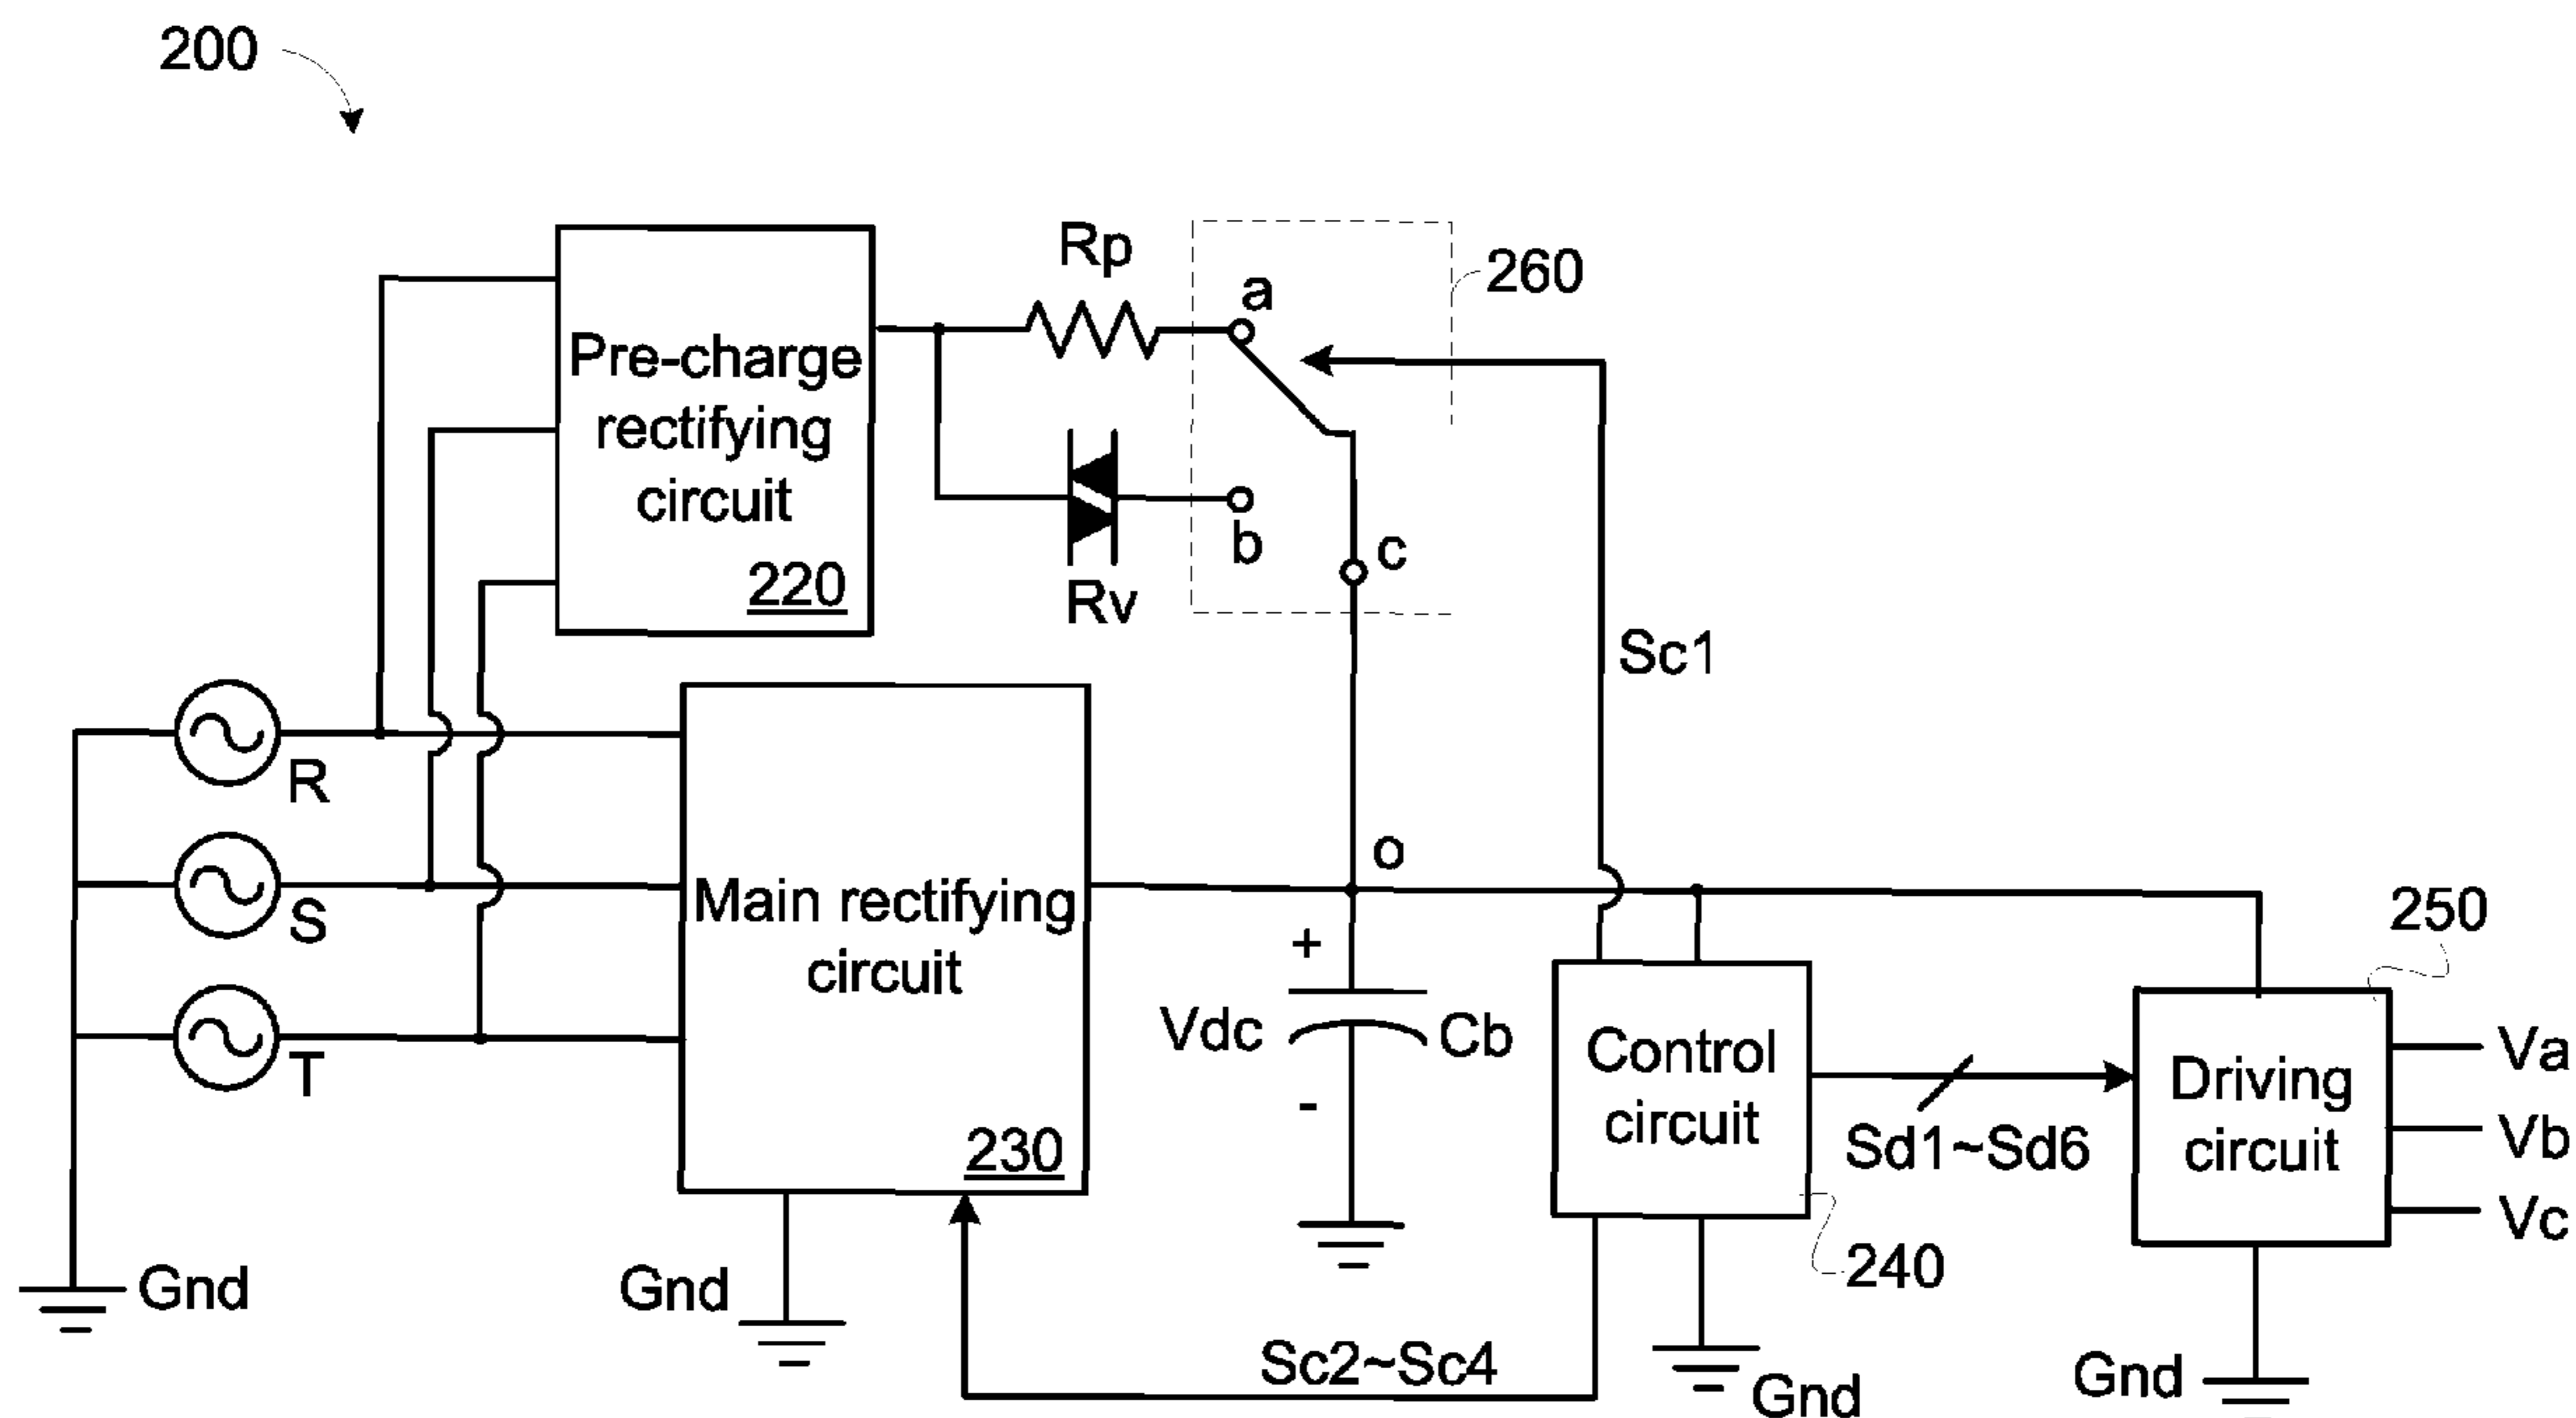 200
Rp
a
260
Pre-charge
rectifying
circuit
220
b
c
Rv
Sc1
R
S
T
o
Main rectifying
circuit
230
+
Vdc
Cb
-
Control
circuit
240
250
Sd1~Sd6
Driving
circuit
Va
Vb
Vc
Gnd
Gnd
Sc2~Sc4
Gnd
Gnd